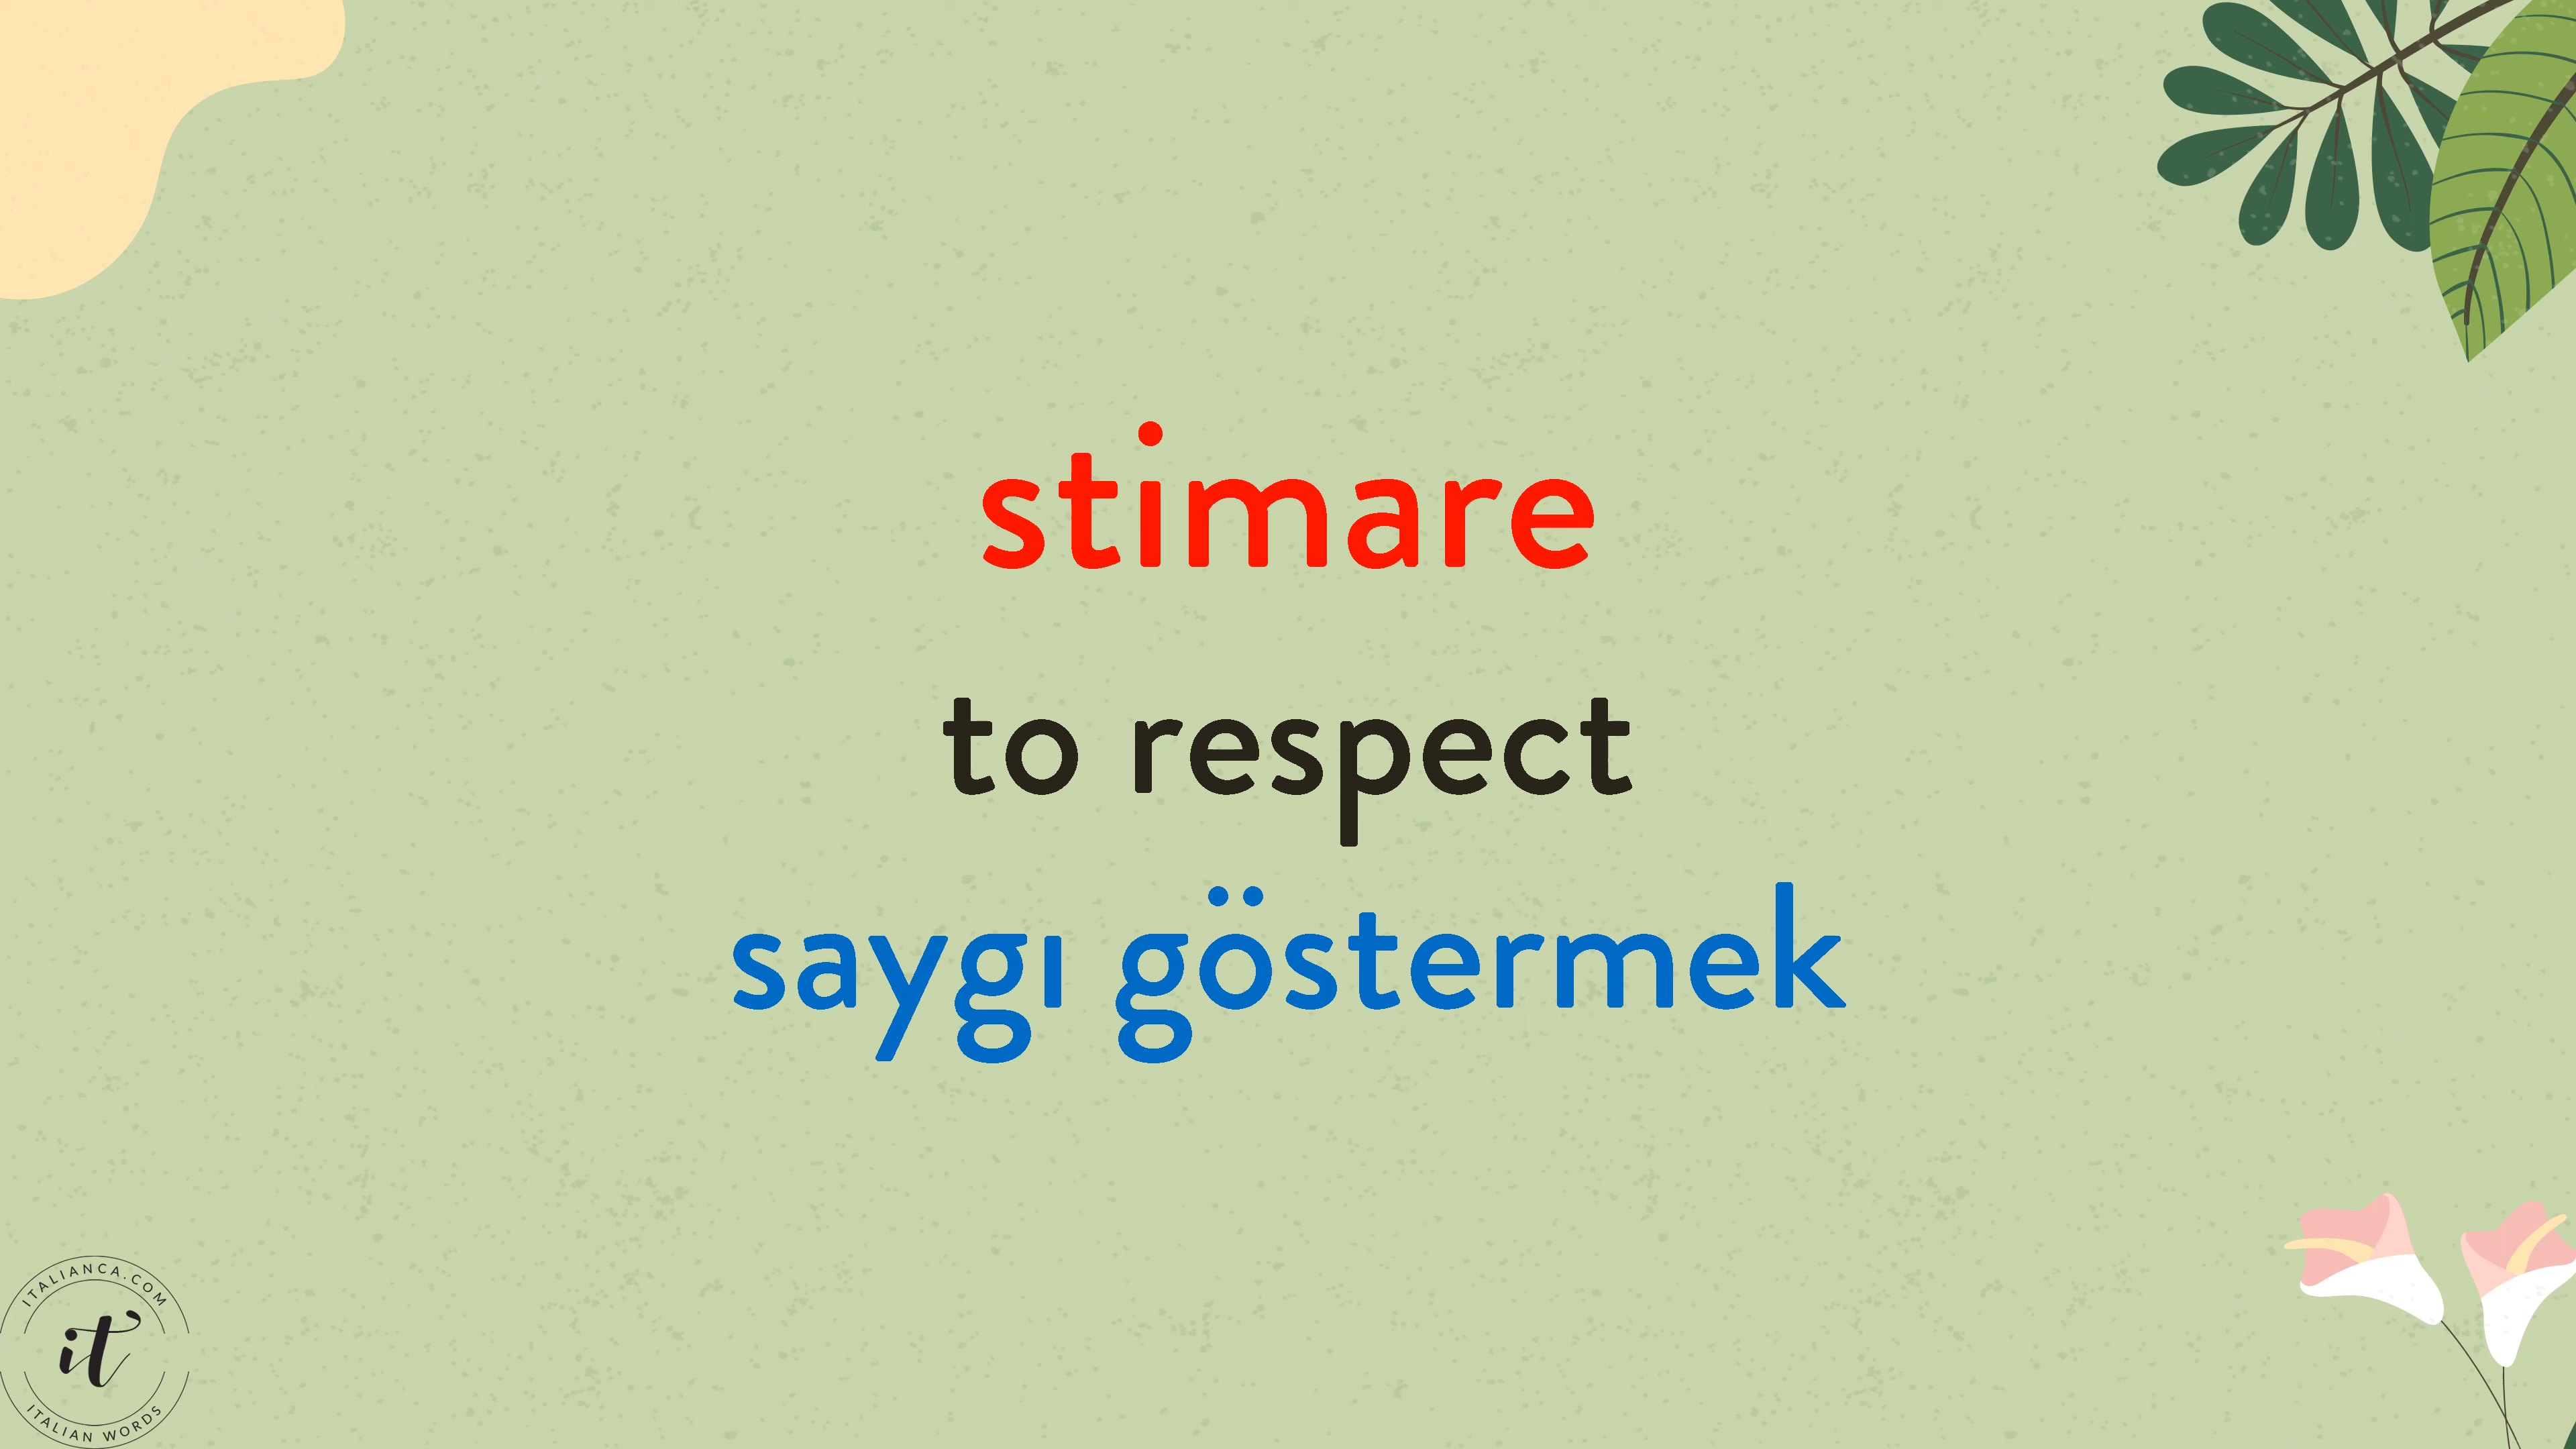 stimare
to respect
saygı göstermek
ITALIANCA.COM
it
ITALIAN WORDS